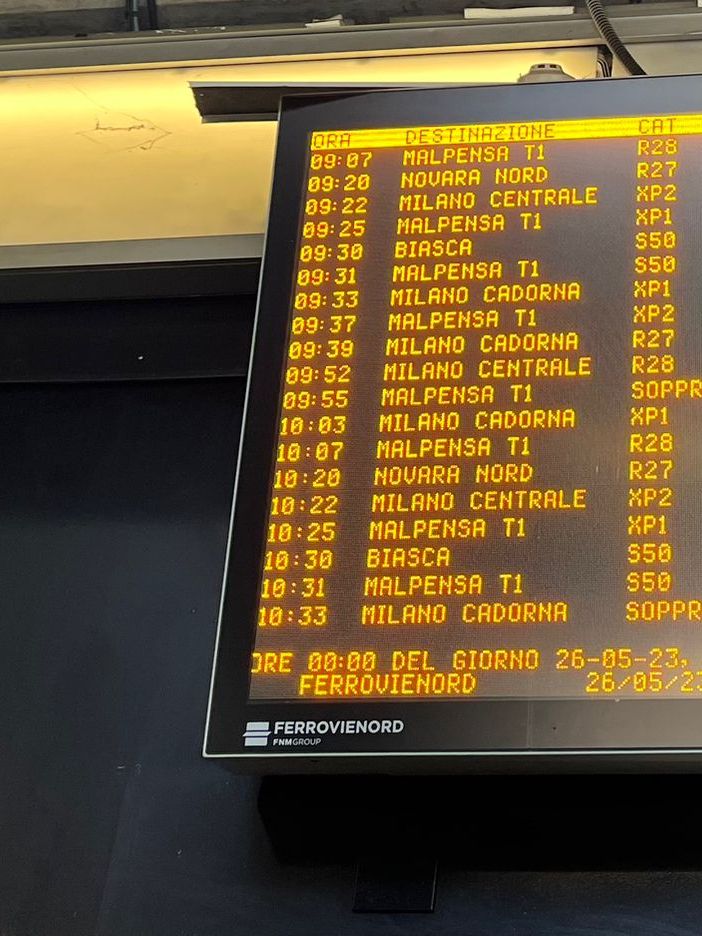 ORA DESTINAZIONE CAT
09:07 MALPENSA T1 R28
09:20 NOVARA NORD R27
09:22 MILANO CENTRALE XP2
09:25 MALPENSA T1 XP1
09:30 BIASCA S50
09:31 MALPENSA T1 S50
09:33 MILANO CADORNA XP1
09:37 MALPENSA T1 XP2
09:39 MILANO CADORNA R27
09:52 MILANO CENTRALE R28
09:55 MALPENSA T1 SOPPR
10:03 MILANO CADORNA XP1
10:07 MALPENSA T1 R28
10:20 NOVARA NORD R27
10:22 MILANO CENTRALE XP2
10:25 MALPENSA T1 XP1
10:30 BIASCA S50
10:31 MALPENSA T1 S50
10:33 MILANO CADORNA SOPPR
ORE 00:00 DEL GIORNO 26-05-23,
FERROVIENORD 26/05/23
FERROVIENORD
FNMGROUP